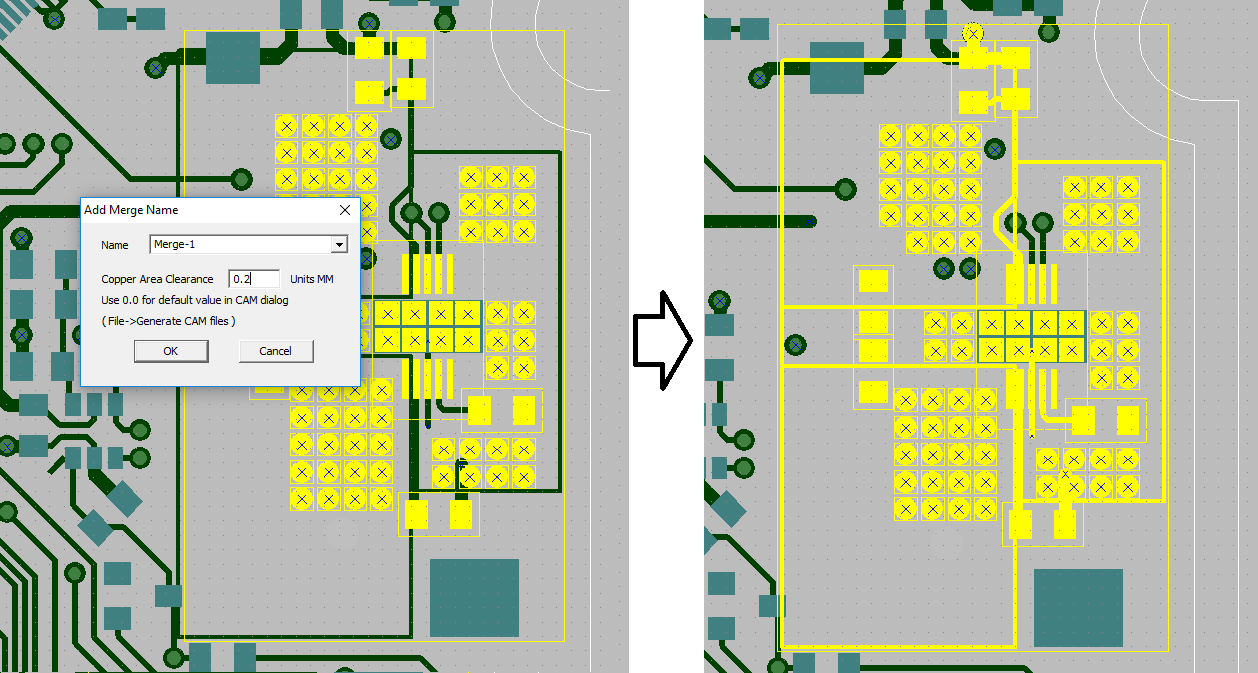 Add Merge Name
Name Merge-1
Copper Area Clearance 0.2 Units MM
Use 0.0 for default value in CAM dialog
( File->Generate CAM files )
OK Cancel